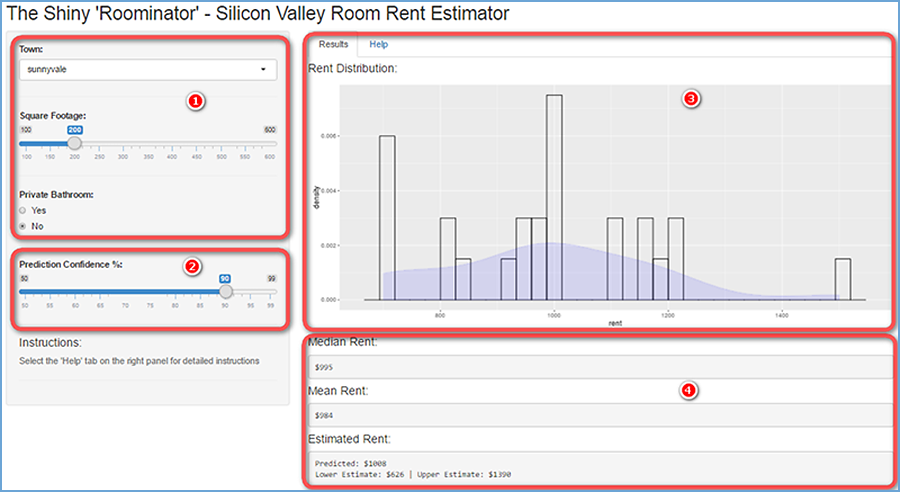 The Shiny 'Roominator' - Silicon Valley Room Rent Estimator
Town:
sunnyvale
1
Square Footage:
100 200 600
100 150 200 250 300 350 400 450 500 550 600
Private Bathroom:
Yes
No
Prediction Confidence %:
2
50 90 99
50 55 60 65 70 75 80 85 90 95 99
Instructions:
Select the 'Help' tab on the right panel for detailed instructions
Results Help
Rent Distribution:
3
0.006
0.004
density
0.002
0.000
800 1000 1200 1400
rent
Median Rent:
$995
Mean Rent:
4
$984
Estimated Rent:
Predicted: $1008
Lower Estimate: $626 | Upper Estimate: $1390